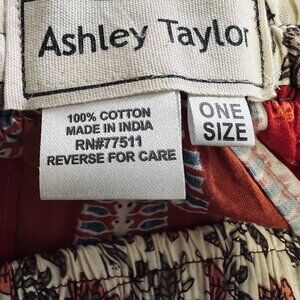 Ashley Taylor
100% COTTON
MADE IN INDIA
RN#77511
REVERSE FOR CARE
ONE
SIZE